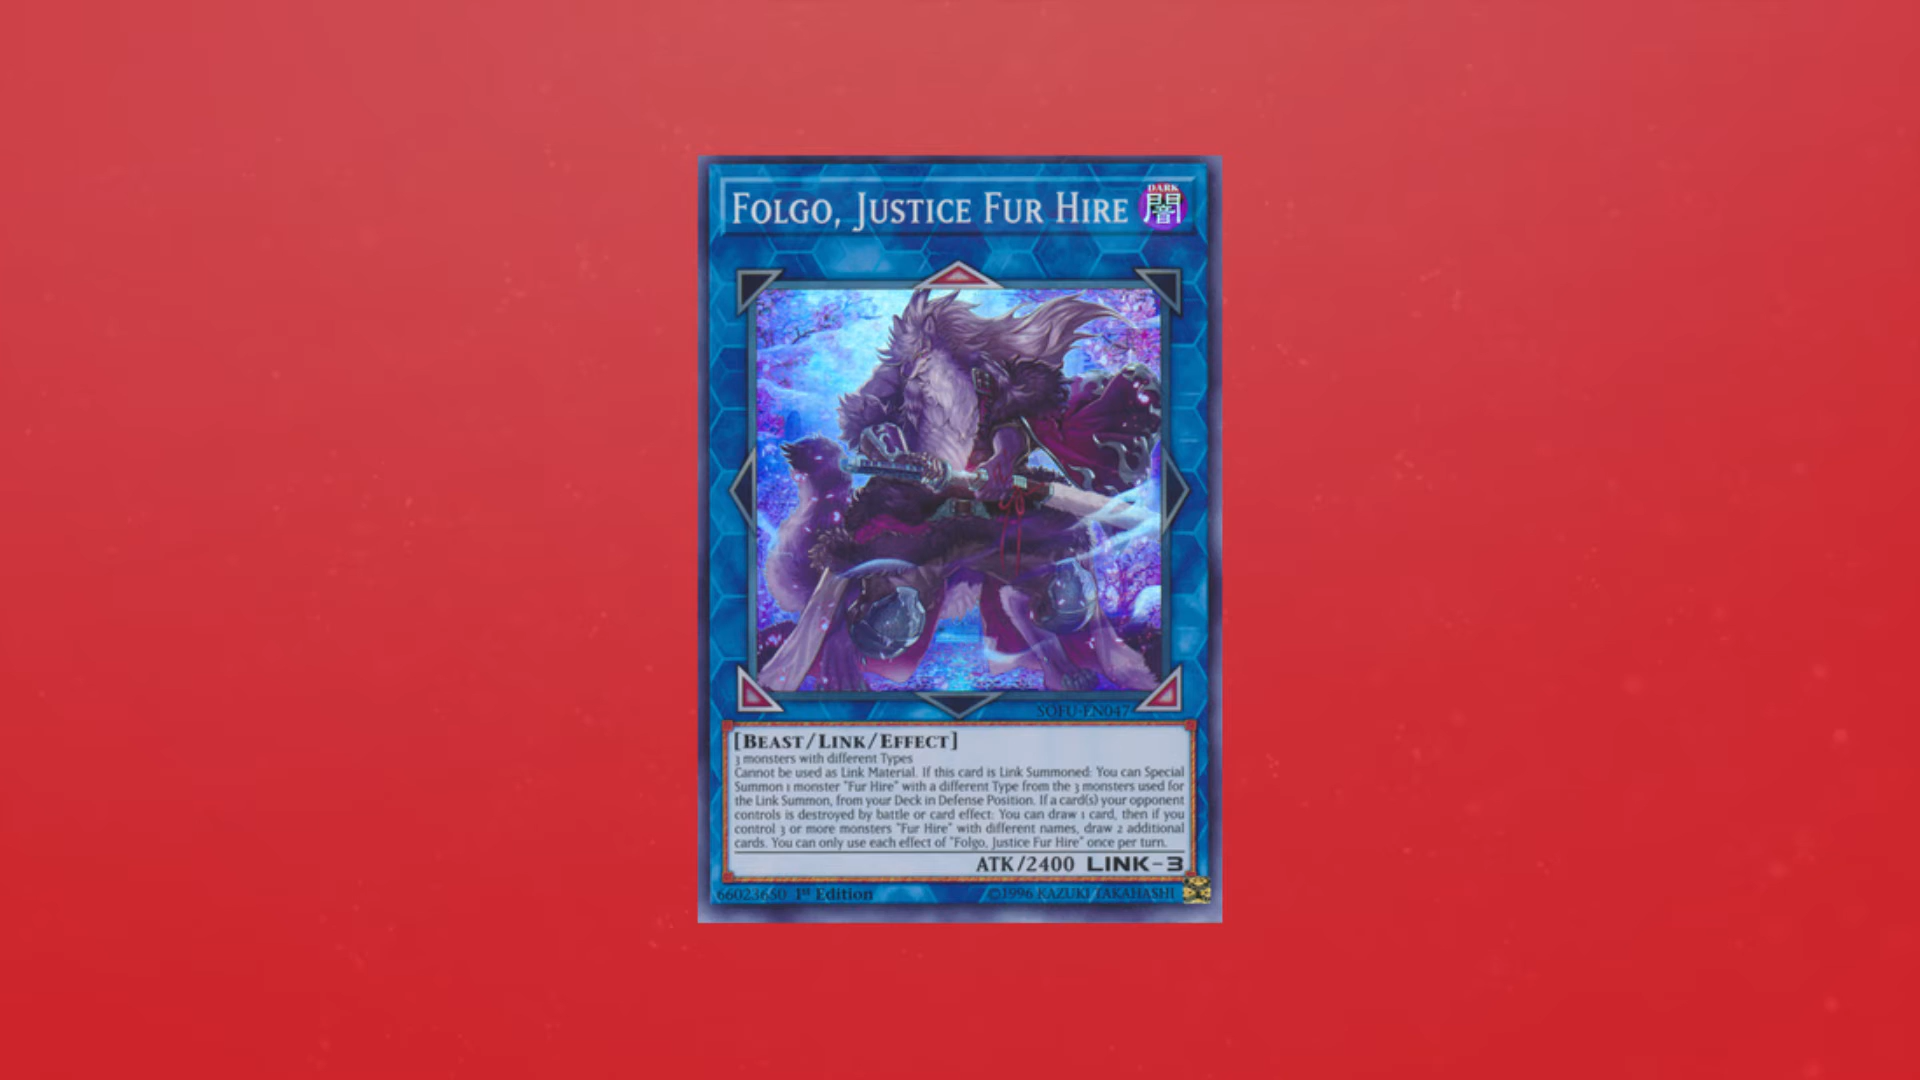 FOLGO, JUSTICE FUR HIRE
DARK
闇
SOFU-EN047
[BEAST/LINK/EFFECT]
3 monsters with different Types
Cannot be used as Link Material. If this card is Link Summoned: You can Special
Summon 1 monster "Fur Hire" with a different Type from the 3 monsters used for
the Link Summon, from your Deck in Defense Position. If a card(s) your opponent
controls is destroyed by battle or card effect: You can draw 1 card, then if you
control 3 or more monsters "Fur Hire" with different names, draw 2 additional
cards. You can only use each effect of "Folgo, Justice Fur Hire" once per turn.
ATK/2400 LINK-3
66023650 1st Edition
©1996 KAZUKI TAKAHASHI